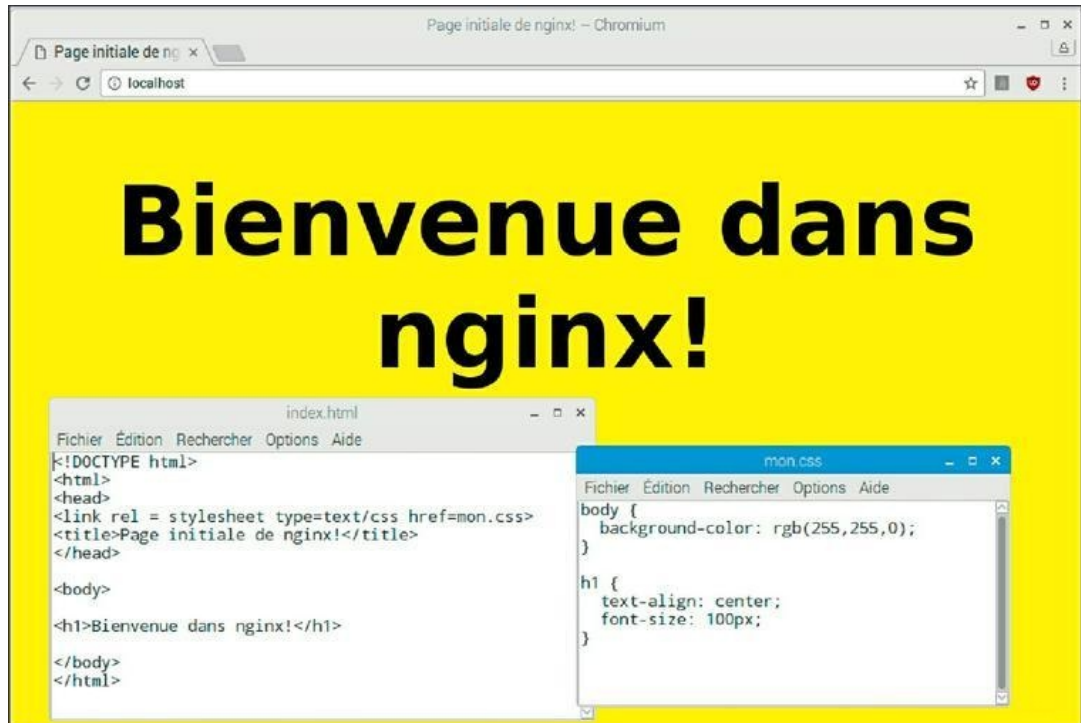 Page initiale de nginx! – Chromium
Page initiale de ng
localhost
Bienvenue dans
nginx!
index.html
Fichier Édition Rechercher Options Aide
<!DOCTYPE html>
<html>
<head>
<link rel = stylesheet type=text/css href=mon.css>
<title>Page initiale de nginx!</title>
</head>
<body>
<h1>Bienvenue dans nginx!</h1>
</body>
</html>
mon.css
Fichier Édition Rechercher Options Aide
body {
  background-color: rgb(255,255,0);
}
h1 {
  text-align: center;
  font-size: 100px;
}